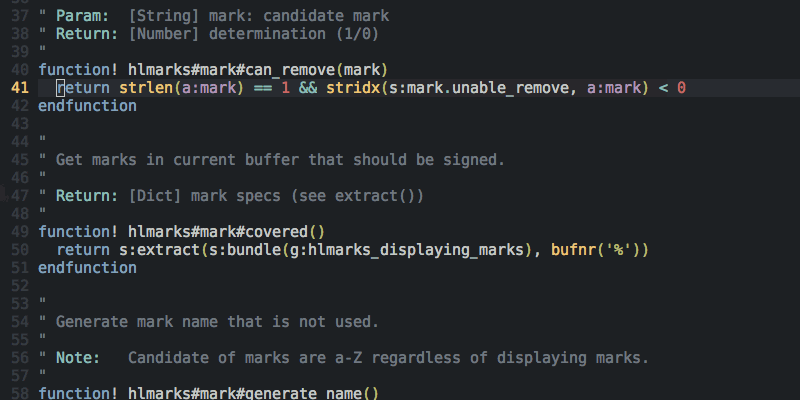 36
37 " Param:  [String] mark: candidate mark
38 " Return: [Number] determination (1/0)
39 "
40 function! hlmarks#mark#can_remove(mark)
41   return strlen(a:mark) == 1 && stridx(s:mark.unable_remove, a:mark) < 0
42 endfunction
43
44 "
45 " Get marks in current buffer that should be signed.
46 "
47 " Return: [Dict] mark specs (see extract())
48 "
49 function! hlmarks#mark#covered()
50   return s:extract(s:bundle(g:hlmarks_displaying_marks), bufnr('%'))
51 endfunction
52
53 "
54 " Generate mark name that is not used.
55 "
56 " Note:   Candidate of marks are a-Z regardless of displaying marks.
57 "
58 function! hlmarks#mark#generate_name()